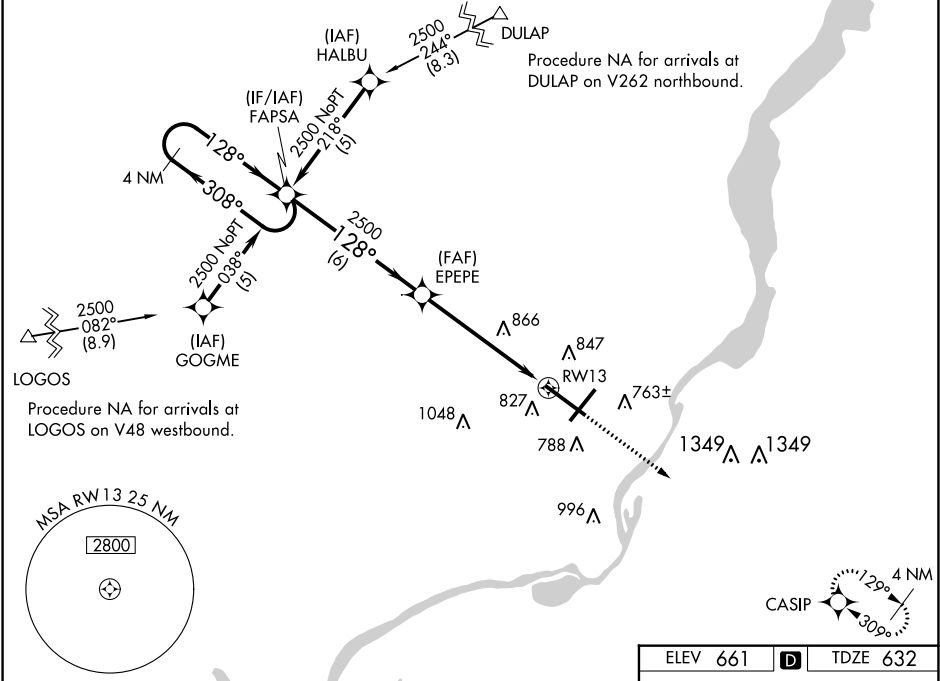 2500
244°
(8.3)
DULAP
(IAF)
HALBU
Procedure NA for arrivals at
DULAP on V262 northbound.
(IF/IAF)
FAPSA
2500 NoPT
218°
(5)
128°
4 NM
308°
2500
128°
(6)
2500 NoPT
038°
(5)
(FAF)
EPEPE
2500
082°
(8.9)
LOGOS
(IAF)
GOGME
866
847
RW13
763±
827
1048
788
1349
1349
996
Procedure NA for arrivals at
LOGOS on V48 westbound.
MSA RW13 25 NM
2800
129°
4 NM
CASIP
309°
ELEV 661 D TDZE 632